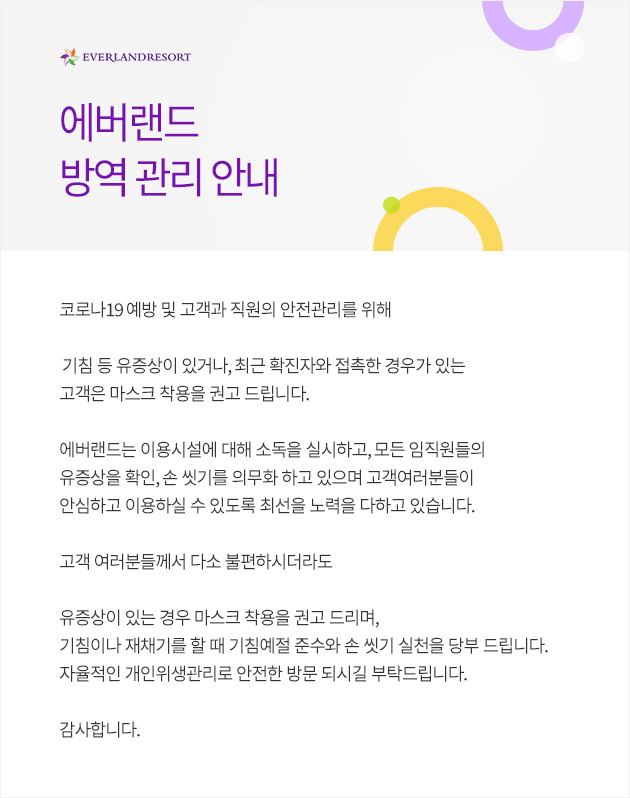 EVERLANDRESORT
에버랜드
방역 관리 안내
코로나19 예방 및 고객과 직원의 안전관리를 위해
기침 등 유증상이 있거나, 최근 확진자와 접촉한 경우가 있는
고객은 마스크 착용을 권고 드립니다.
에버랜드는 이용시설에 대해 소독을 실시하고, 모든 임직원들의
유증상을 확인, 손 씻기를 의무화 하고 있으며 고객여러분들이
안심하고 이용하실 수 있도록 최선을 노력을 다하고 있습니다.
고객 여러분들께서 다소 불편하시더라도
유증상이 있는 경우 마스크 착용을 권고 드리며,
기침이나 재채기를 할 때 기침예절 준수와 손 씻기 실천을 당부 드립니다.
자율적인 개인위생관리로 안전한 방문 되시길 부탁드립니다.
감사합니다.